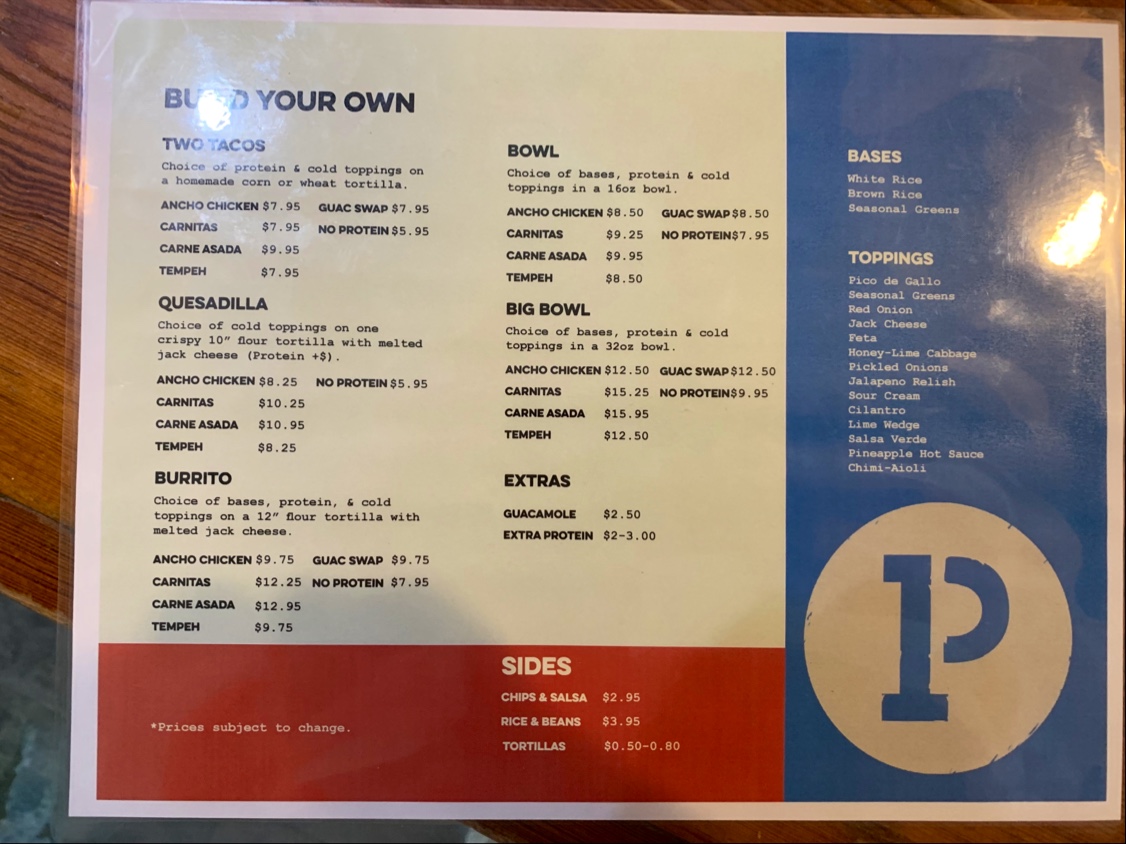 BUILD YOUR OWN
TWO TACOS
Choice of protein & cold toppings on
a homemade corn or wheat tortilla.
ANCHO CHICKEN $7.95 GUAC SWAP $7.95
CARNITAS $7.95 NO PROTEIN $5.95
CARNE ASADA $9.95
TEMPEH $7.95
QUESADILLA
Choice of cold toppings on one
crispy 10” flour tortilla with melted
jack cheese (Protein +$).
ANCHO CHICKEN $8.25 NO PROTEIN $5.95
CARNITAS $10.25
CARNE ASADA $10.95
TEMPEH $8.25
BURRITO
Choice of bases, protein, & cold
toppings on a 12” flour tortilla with
melted jack cheese.
ANCHO CHICKEN $9.75 GUAC SWAP $9.75
CARNITAS $12.25 NO PROTEIN $7.95
CARNE ASADA $12.95
TEMPEH $9.75
*Prices subject to change.
BOWL
Choice of bases, protein & cold
toppings in a 16oz bowl.
ANCHO CHICKEN $8.50 GUAC SWAP $8.50
CARNITAS $9.25 NO PROTEIN $7.95
CARNE ASADA $9.95
TEMPEH $8.50
BIG BOWL
Choice of bases, protein & cold
toppings in a 32oz bowl.
ANCHO CHICKEN $12.50 GUAC SWAP $12.50
CARNITAS $15.25 NO PROTEIN $9.95
CARNE ASADA $15.95
TEMPEH $12.50
EXTRAS
GUACAMOLE $2.50
EXTRA PROTEIN $2-3.00
SIDES
CHIPS & SALSA $2.95
RICE & BEANS $3.95
TORTILLAS $0.50-0.80
BASES
White Rice
Brown Rice
Seasonal Greens
TOPPINGS
Pico de Gallo
Seasonal Greens
Red Onion
Jack Cheese
Feta
Honey-Lime Cabbage
Pickled Onions
Jalapeno Relish
Sour Cream
Cilantro
Lime Wedge
Salsa Verde
Pineapple Hot Sauce
Chimi-Aioli
P